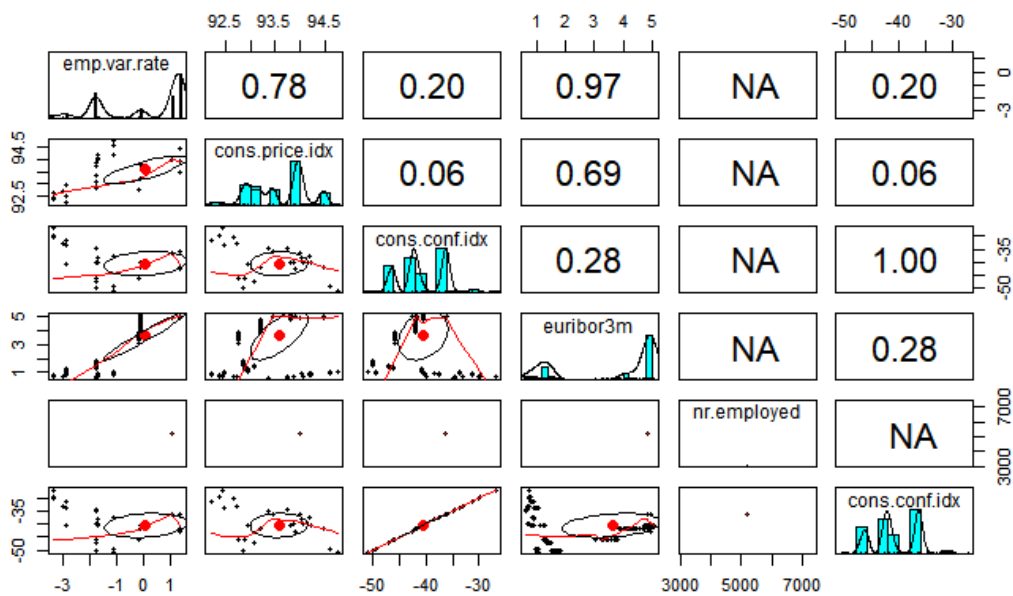 92.5 93.5 94.5 1 2 3 4 5 -50 -40 -30
emp.var.rate 0.78 0.20 0.97 NA 0.20 -3 0
92.5 94.5 cons.price.idx 0.06 0.69 NA 0.06
cons.conf.idx 0.28 NA 1.00 -50 -35
1 3 5 euribor3m NA 0.28
nr.employed NA 3000 7000
-50 -35 cons.conf.idx
-3 -1 0 1 -50 -40 -30 3000 5000 7000